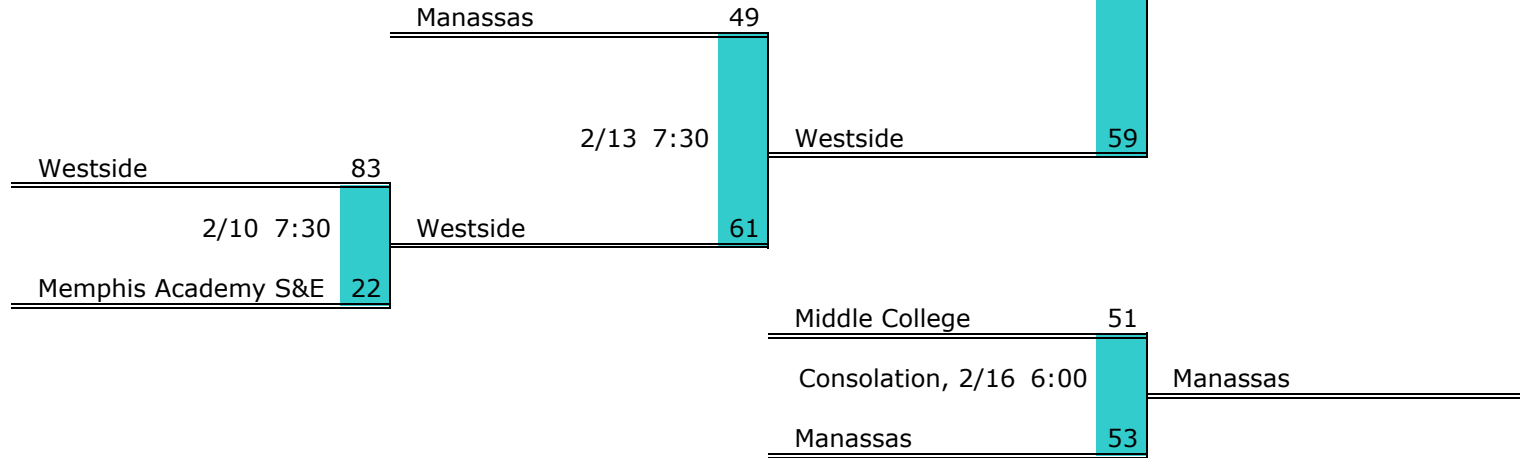 Manassas 49
2/13 7:30 Westside 59
Westside 83
2/10 7:30 Westside 61
Memphis Academy S&E 22
Middle College 51
Consolation, 2/16 6:00 Manassas
Manassas 53